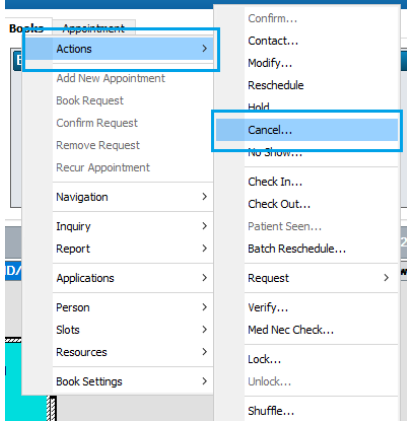 Books
Appointment
Actions
Add New Appointment
Book Request
Confirm Request
Remove Request
Recur Appointment
Navigation
Inquiry
Report
Applications
Person
Slots
Resources
Book Settings
Confirm...
Contact...
Modify...
Reschedule
Hold
Cancel...
No Show...
Check In...
Check Out...
Patient Seen...
Batch Reschedule...
Request
Verify...
Med Nec Check...
Lock...
Unlock...
Shuffle...